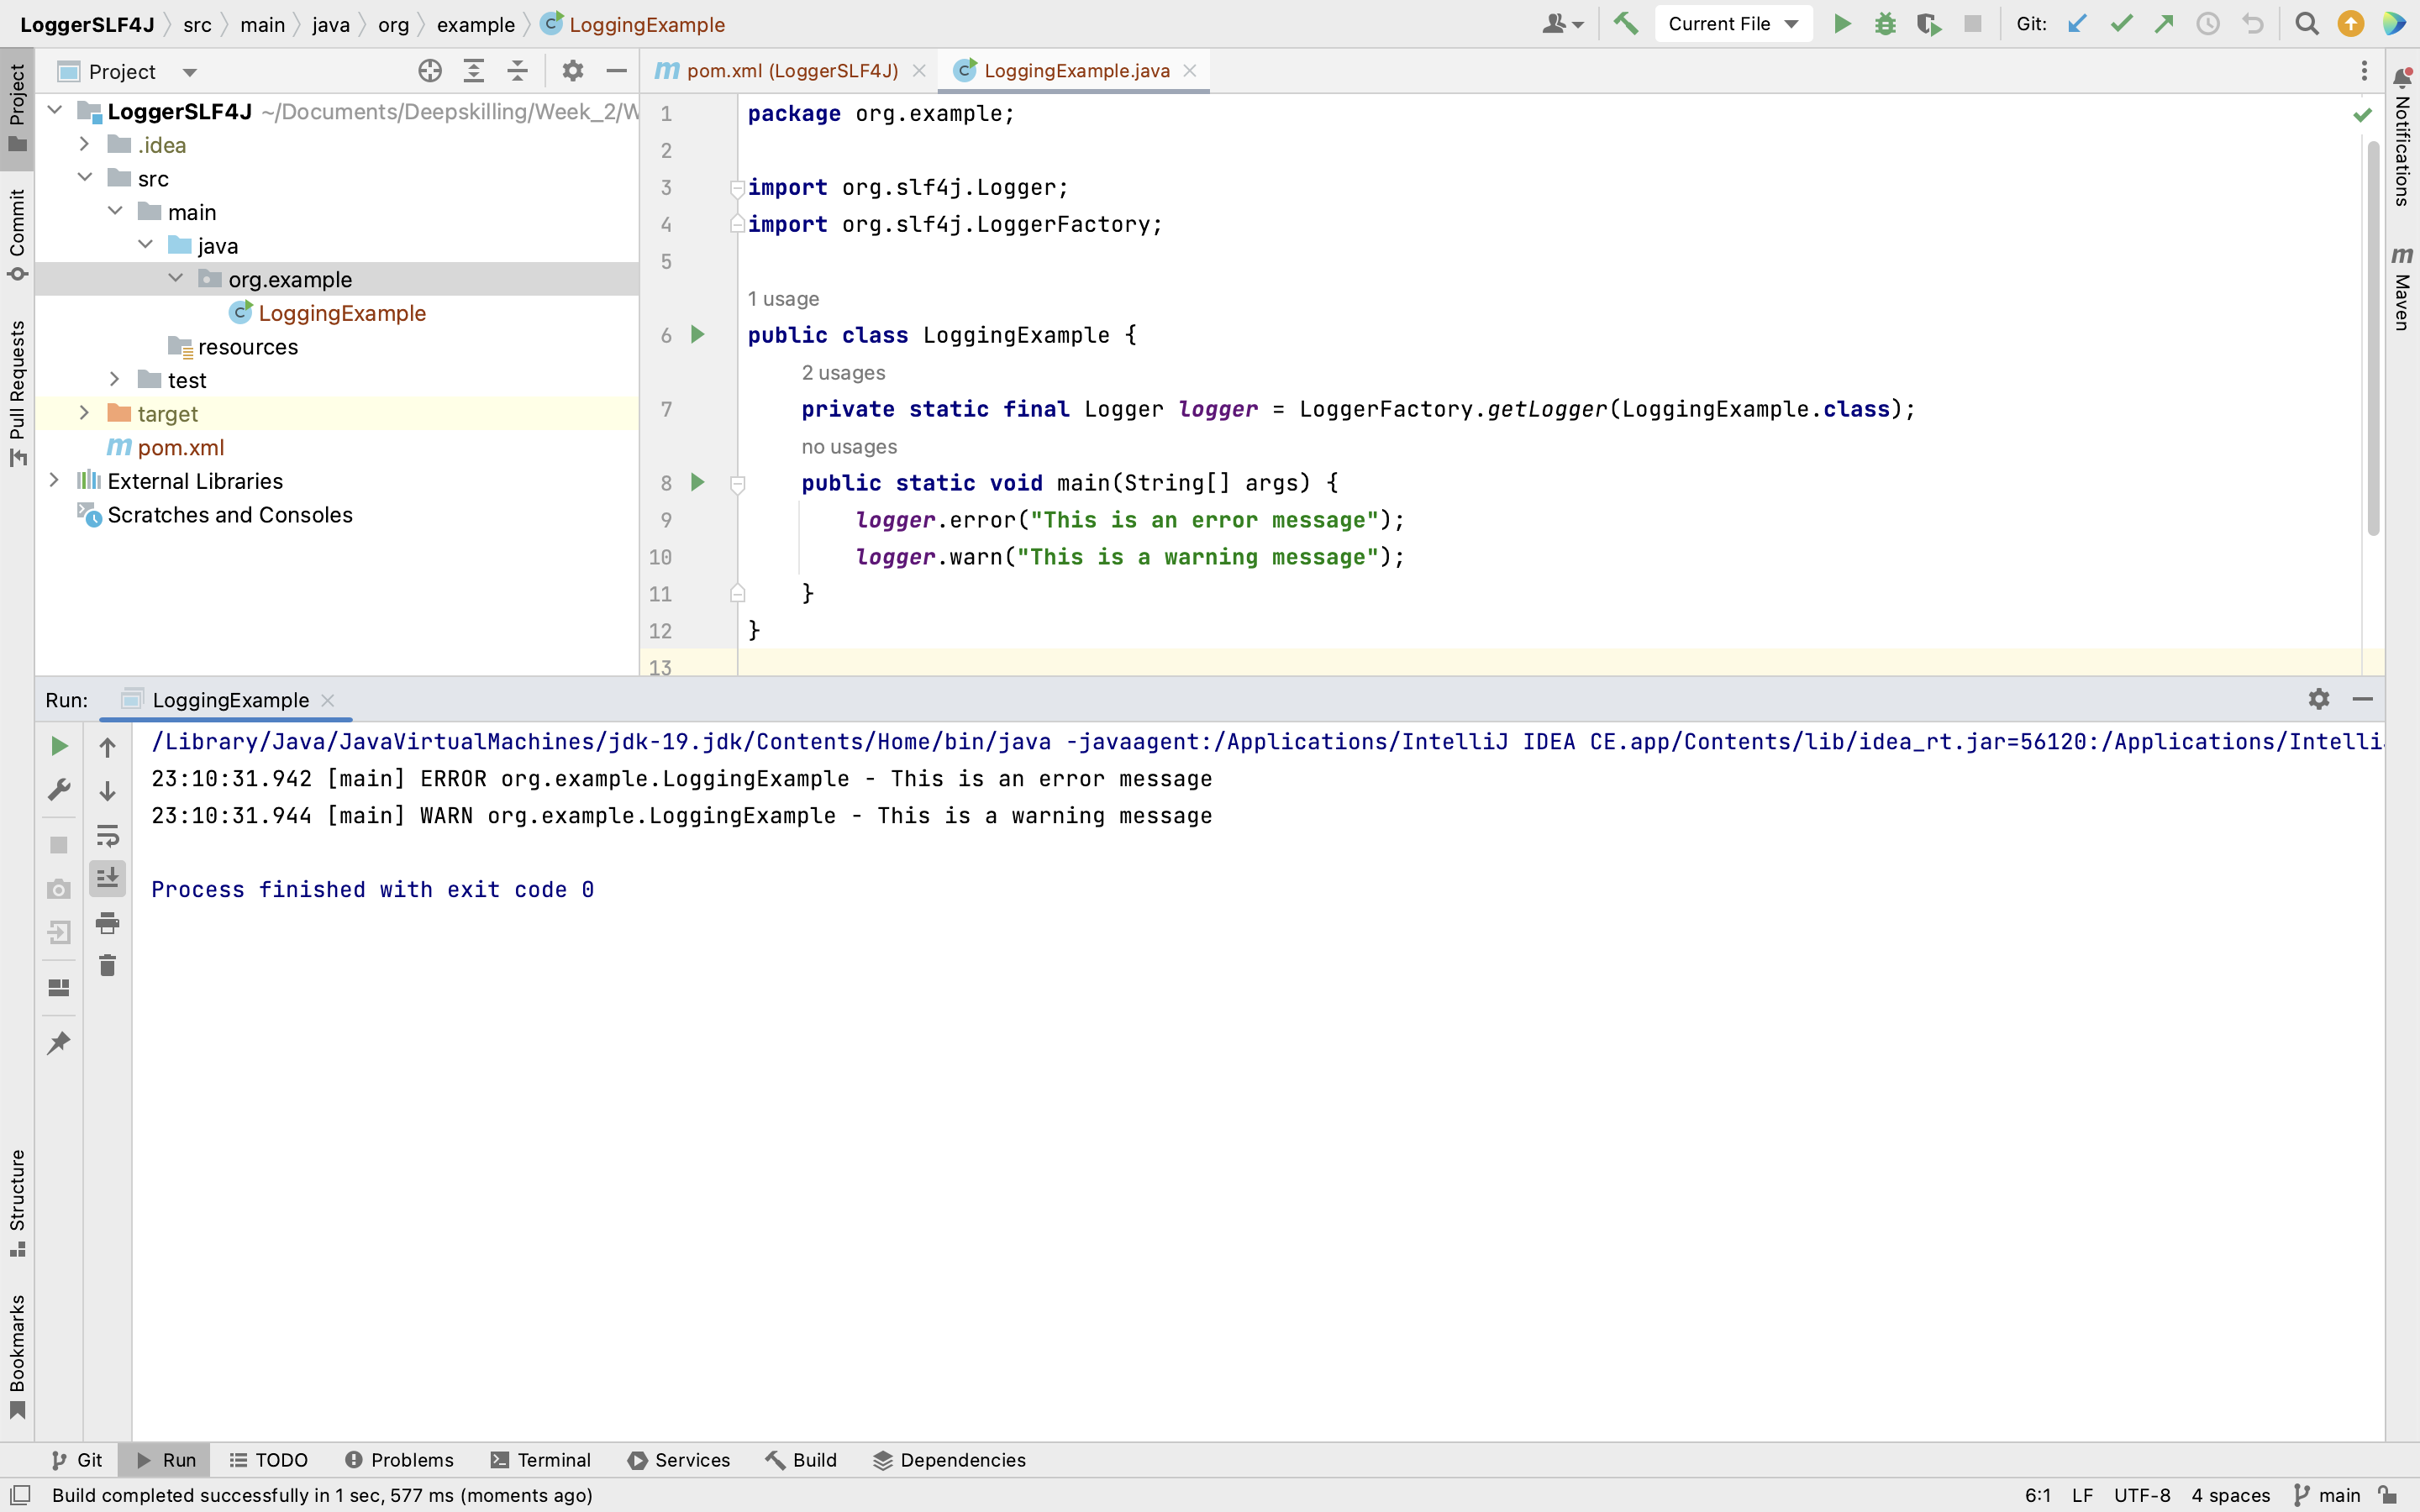 LoggerSLF4J src main java org example LoggingExample
Current File
Git:
Project
pom.xml (LoggerSLF4J)
LoggingExample.java
LoggerSLF4J ~/Documents/Deepskilling/Week_2/W
.idea
src
main
java
org.example
LoggingExample
resources
test
target
pom.xml
External Libraries
Scratches and Consoles
1 package org.example;
2
3 import org.slf4j.Logger;
4 import org.slf4j.LoggerFactory;
5
1 usage
6 public class LoggingExample {
2 usages
7 private static final Logger logger = LoggerFactory.getLogger(LoggingExample.class);
no usages
8 public static void main(String[] args) {
9 logger.error("This is an error message");
10 logger.warn("This is a warning message");
11 }
12 }
13
Project
Commit
Pull Requests
Structure
Bookmarks
Notifications
Maven
Run: LoggingExample
/Library/Java/JavaVirtualMachines/jdk-19.jdk/Contents/Home/bin/java -javaagent:/Applications/IntelliJ IDEA CE.app/Contents/lib/idea_rt.jar=56120:/Applications/Intelli
23:10:31.942 [main] ERROR org.example.LoggingExample - This is an error message
23:10:31.944 [main] WARN org.example.LoggingExample - This is a warning message
Process finished with exit code 0
Git Run TODO Problems Terminal Services Build Dependencies
Build completed successfully in 1 sec, 577 ms (moments ago)
6:1 LF UTF-8 4 spaces main